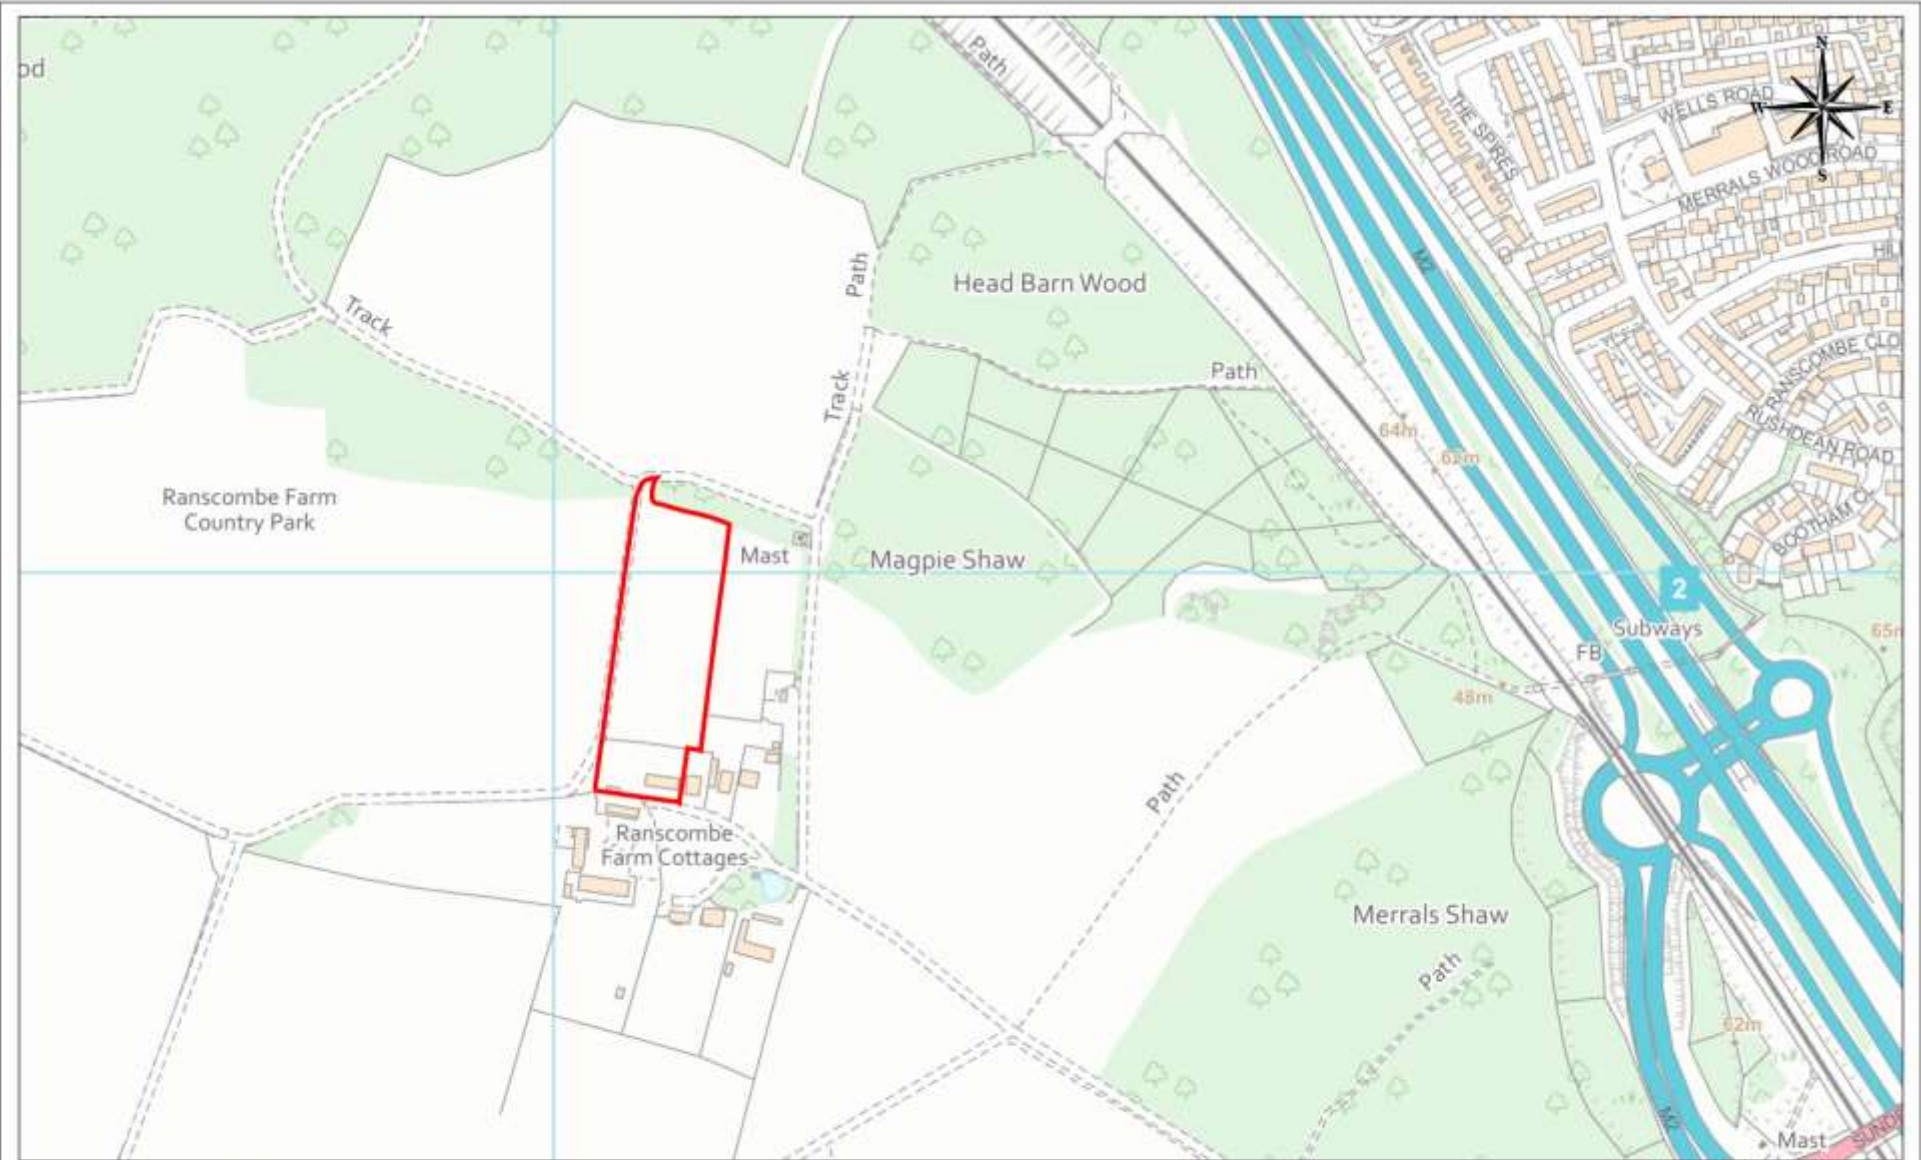 od
Path
N
W
E
S
WELLS ROAD
THE SPIRES
MERRALS WOOD ROAD
M2
Path
Head Barn Wood
Track
Path
Track
RANSCOMBE CLO
RUSHDEAN ROAD
64m
62m
Ranscombe Farm
Country Park
Mast
Magpie Shaw
BOOTHAM CL
2
Subways
FB
65m
48m
Path
Ranscombe
Farm Cottages
Merrals Shaw
Path
62m
M2
Mast
SUND